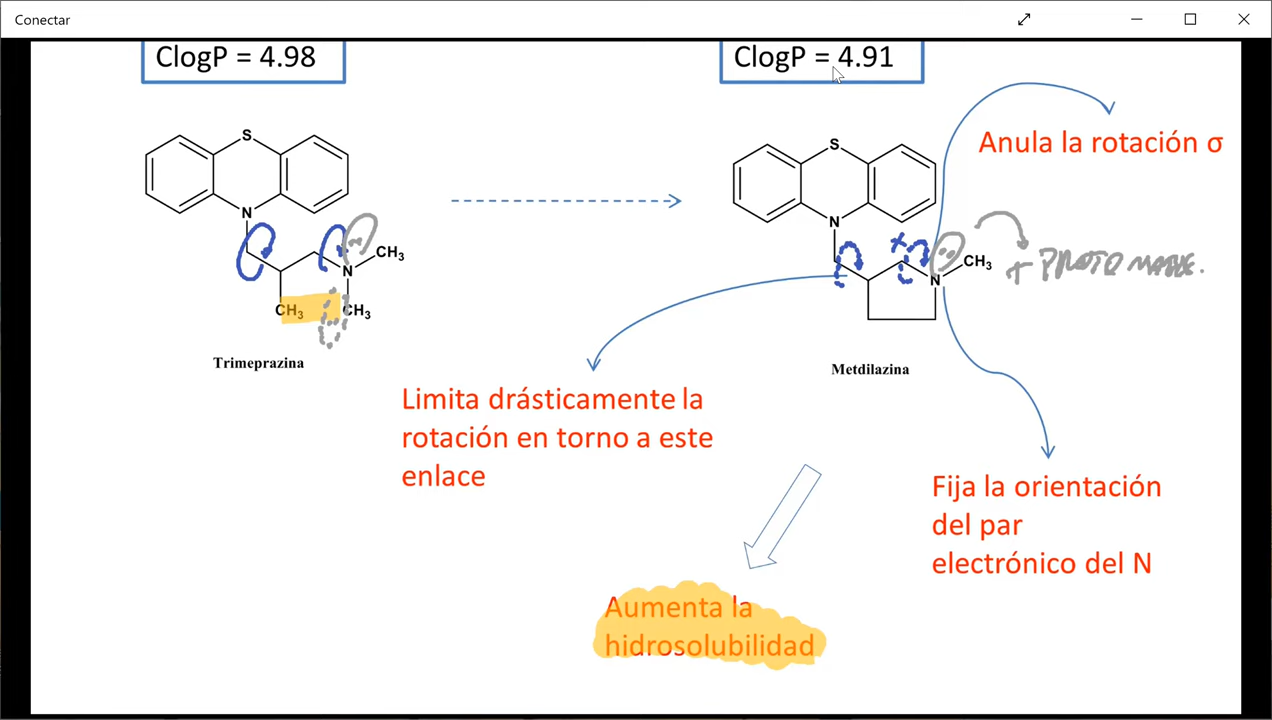 Conectar
ClogP = 4.98
ClogP = 4.91
Anula la rotación σ
S
N
N
CH3
CH3
CH3
Trimeprazina
S
N
N
CH3
+ PROTONABLE.
Metdilazina
Limita drásticamente la
rotación en torno a este
enlace
Fija la orientación
del par
electrónico del N
Aumenta la
hidrosolubilidad